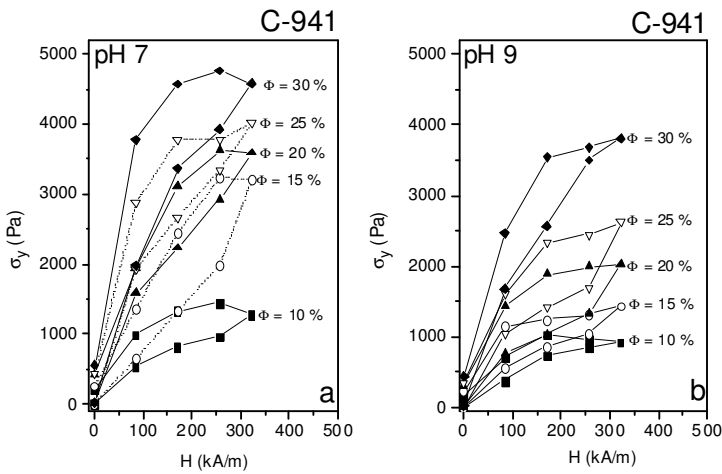 C-941
pH 7
5000
4000
3000
2000
1000
0
σy (Pa)
Φ = 30 %
Φ = 25 %
Φ = 20 %
Φ = 15 %
Φ = 10 %
a
0 100 200 300 400 500
H (kA/m)
C-941
pH 9
5000
4000
3000
2000
1000
0
σy (Pa)
Φ = 30 %
Φ = 25 %
Φ = 20 %
Φ = 15 %
Φ = 10 %
b
0 100 200 300 400 500
H (kA/m)